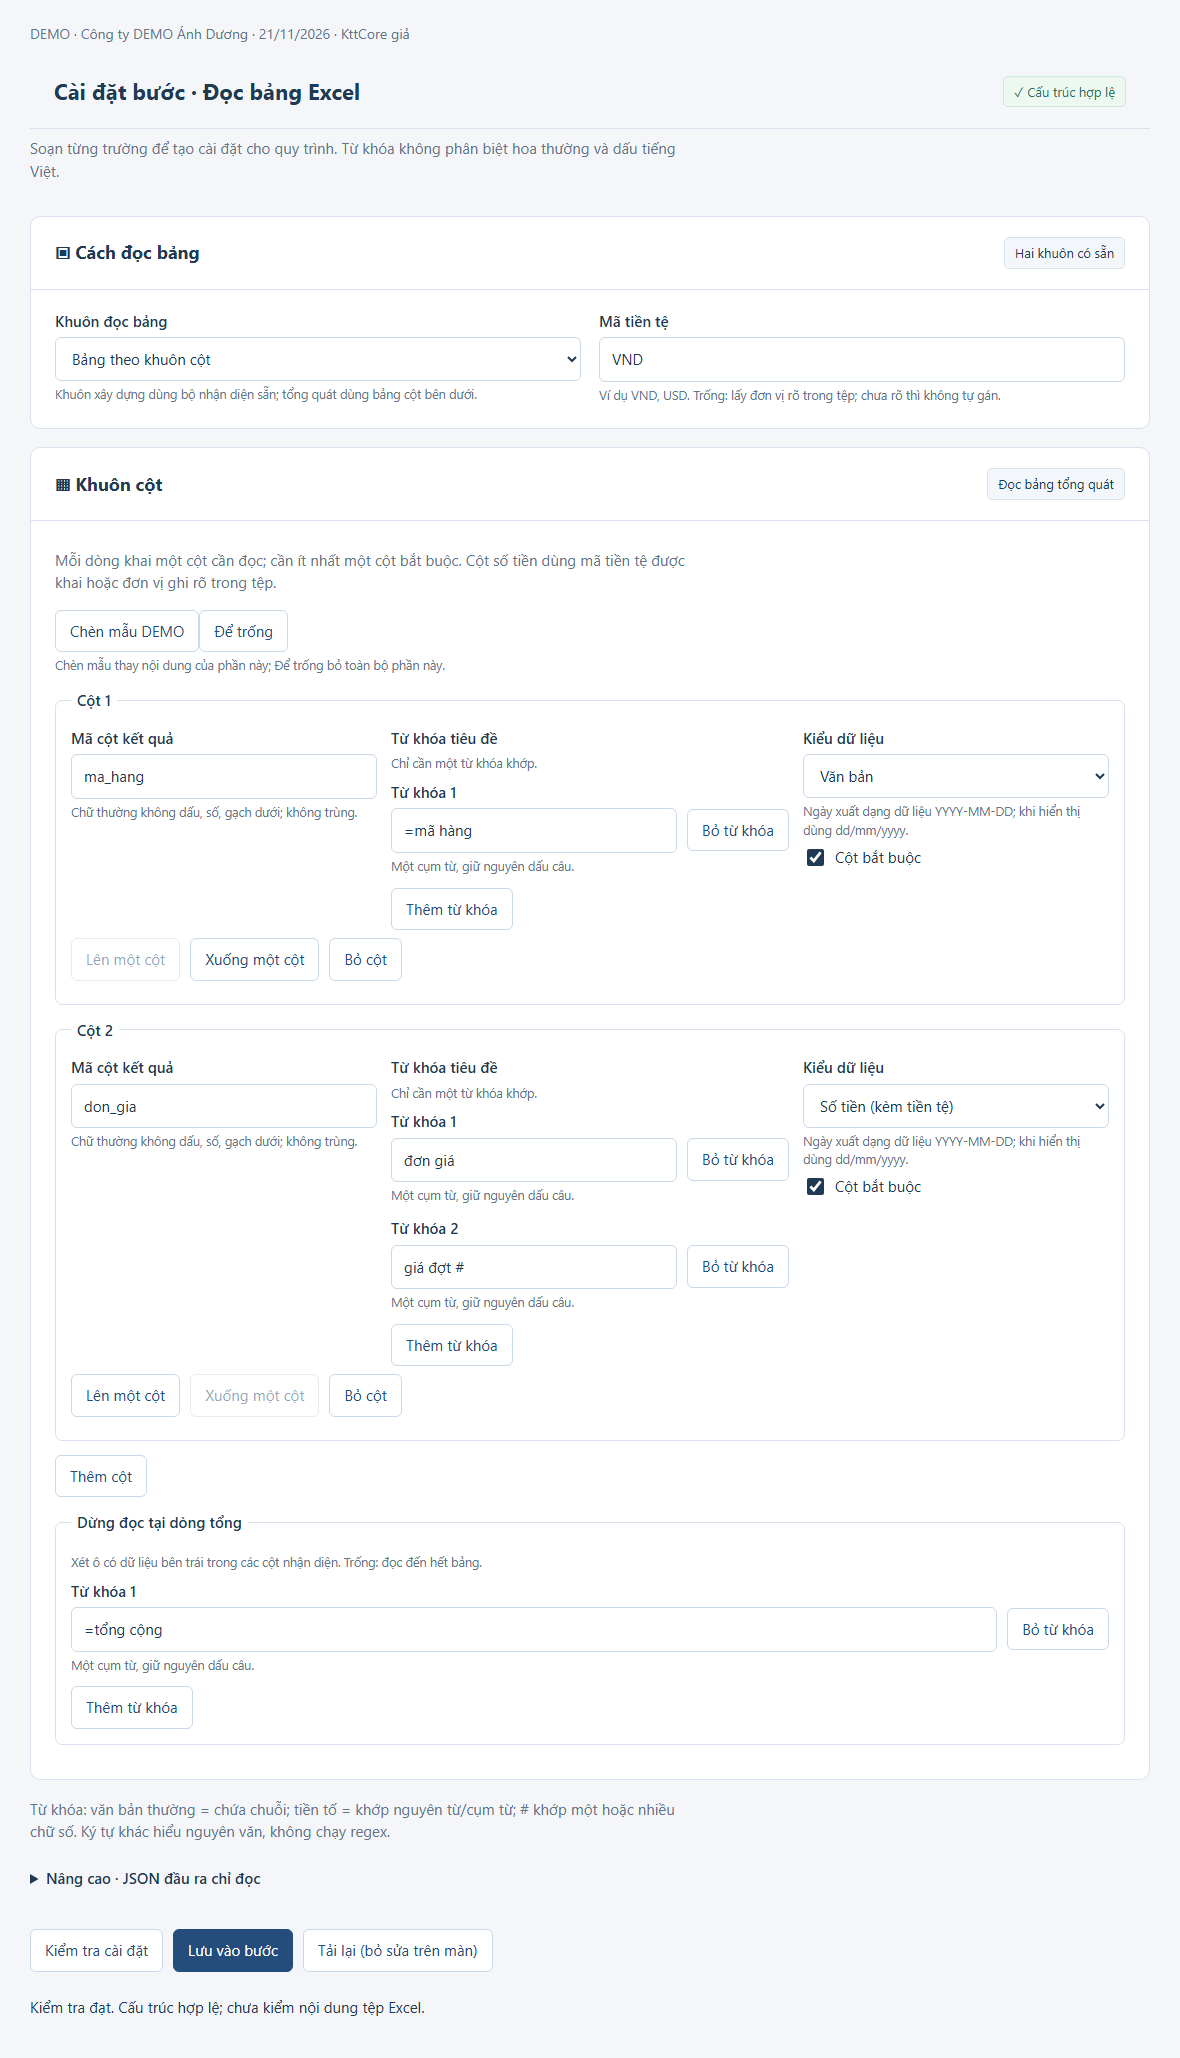 DEMO · Công ty DEMO Ánh Dương · 21/11/2026 · KttCore giả
Cài đặt bước · Đọc bảng Excel
✓ Cấu trúc hợp lệ
Soạn từng trường để tạo cài đặt cho quy trình. Từ khóa không phân biệt hoa thường và dấu tiếng
Việt.
▣ Cách đọc bảng
Hai khuôn có sẵn
Khuôn đọc bảng
Mã tiền tệ
Bảng theo khuôn cột
VND
Khuôn xây dựng dùng bộ nhận diện sẵn; tổng quát dùng bảng cột bên dưới.
Ví dụ VND, USD. Trống: lấy đơn vị rõ trong tệp; chưa rõ thì không tự gán.
▦ Khuôn cột
Đọc bảng tổng quát
Mỗi dòng khai một cột cần đọc; cần ít nhất một cột bắt buộc. Cột số tiền dùng mã tiền tệ được
khai hoặc đơn vị ghi rõ trong tệp.
Chèn mẫu DEMO
Để trống
Chèn mẫu thay nội dung của phần này; Để trống bỏ toàn bộ phần này.
Cột 1
Mã cột kết quả
Từ khóa tiêu đề
Kiểu dữ liệu
ma_hang
Chỉ cần một từ khóa khớp.
Văn bản
Từ khóa 1
Chữ thường không dấu, số, gạch dưới; không trùng.
=mã hàng
Bỏ từ khóa
Ngày xuất dạng dữ liệu YYYY-MM-DD; khi hiển thị
dùng dd/mm/yyyy.
Cột bắt buộc
Một cụm từ, giữ nguyên dấu câu.
Thêm từ khóa
Lên một cột
Xuống một cột
Bỏ cột
Cột 2
Mã cột kết quả
Từ khóa tiêu đề
Kiểu dữ liệu
don_gia
Chỉ cần một từ khóa khớp.
Số tiền (kèm tiền tệ)
Từ khóa 1
Chữ thường không dấu, số, gạch dưới; không trùng.
đơn giá
Bỏ từ khóa
Ngày xuất dạng dữ liệu YYYY-MM-DD; khi hiển thị
dùng dd/mm/yyyy.
Cột bắt buộc
Một cụm từ, giữ nguyên dấu câu.
Từ khóa 2
giá đợt #
Bỏ từ khóa
Một cụm từ, giữ nguyên dấu câu.
Thêm từ khóa
Lên một cột
Xuống một cột
Bỏ cột
Thêm cột
Dừng đọc tại dòng tổng
Xét ô có dữ liệu bên trái trong các cột nhận diện. Trống: đọc đến hết bảng.
Từ khóa 1
=tổng cộng
Bỏ từ khóa
Một cụm từ, giữ nguyên dấu câu.
Thêm từ khóa
Từ khóa: văn bản thường = chứa chuỗi; tiền tố = khớp nguyên từ/cụm từ; # khớp một hoặc nhiều
chữ số. Ký tự khác hiểu nguyên văn, không chạy regex.
▶ Nâng cao · JSON đầu ra chỉ đọc
Kiểm tra cài đặt
Lưu vào bước
Tải lại (bỏ sửa trên màn)
Kiểm tra đạt. Cấu trúc hợp lệ; chưa kiểm nội dung tệp Excel.